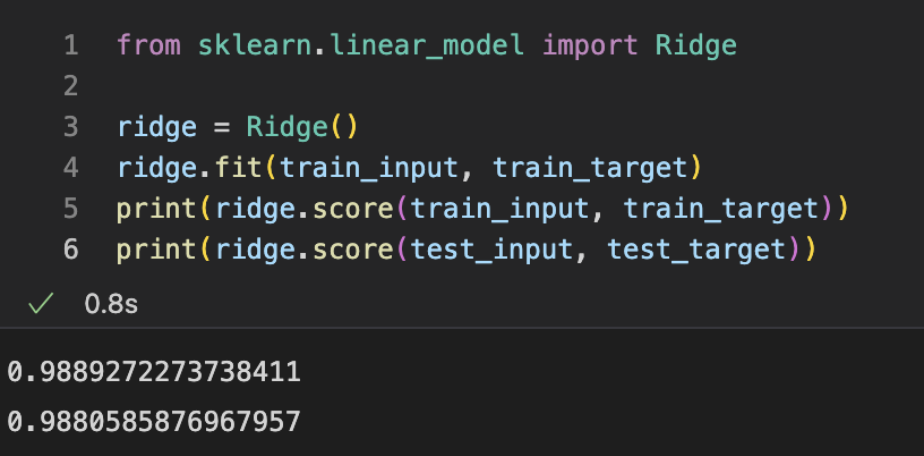 1 from sklearn.linear_model import Ridge
2
3 ridge = Ridge()
4 ridge.fit(train_input, train_target)
5 print(ridge.score(train_input, train_target))
6 print(ridge.score(test_input, test_target))
✓ 0.8s
0.9889272273738411
0.9880585876967957